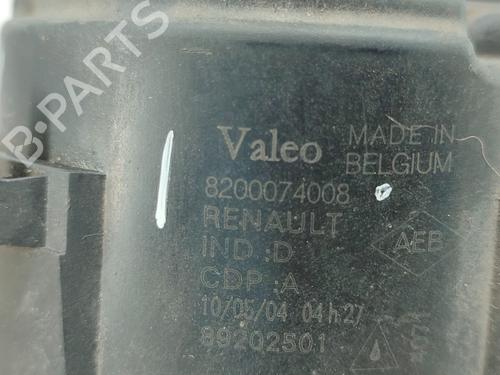 B-PARTS
Valeo
MADE IN
BELGIUM
8200074008
RENAULT
IND :D
CDP :A
AEB
10/05/04 04h27
89202501